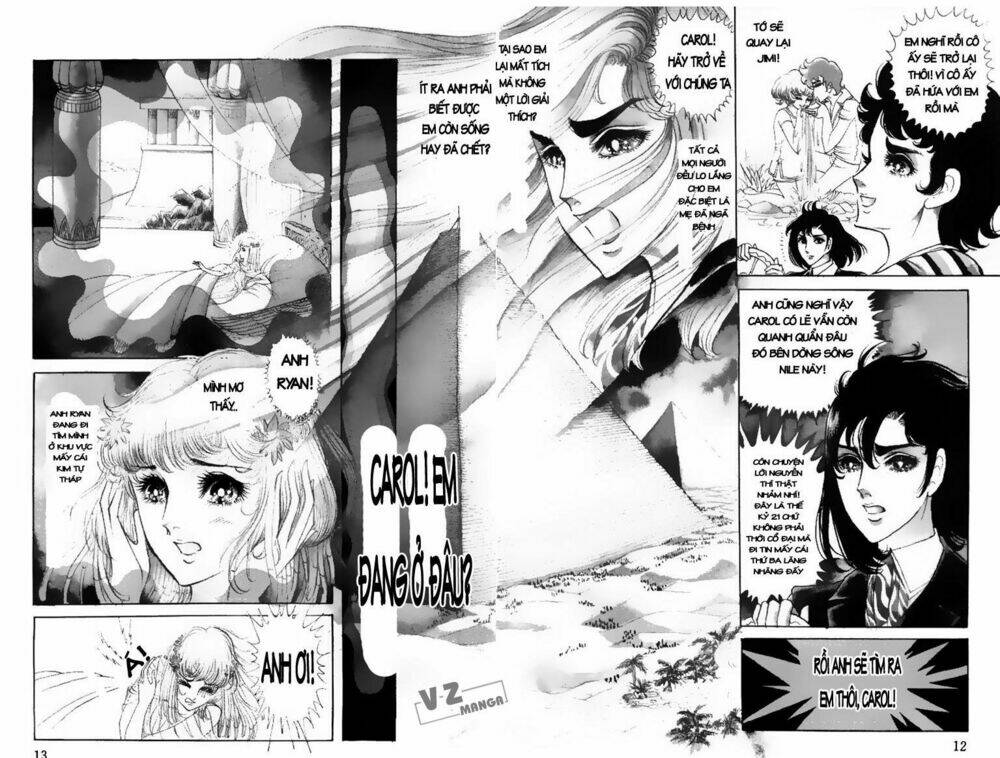 EM NGHĨ RỒI CÔ
ẤY SẼ TRỞ LẠI
THÔI! VÌ CÔ ẤY
ĐÃ HỨA VỚI EM
RỒI MÀ
TỚ SẼ
QUAY LẠI
JIMI!
ANH CŨNG NGHĨ VẬY
CAROL CÓ LẼ VẪN CÒN
QUANH QUẨN ĐÂU
ĐÓ BÊN DÒNG SÔNG
NILE NÀY!
CÒN CHUYỆN
LỜI NGUYỀN
THÌ THẬT
NHẢM NHÍ!
ĐÂY LÀ THẾ
KỶ 21 CHỨ
KHÔNG PHẢI
THỜI CỔ ĐẠI MÀ
ĐI TIN MẤY CÁI
THỨ BA LĂNG
NHĂNG ĐẤY
RỒI ANH SẼ TÌM RA
EM THÔI, CAROL!
12
CAROL!
HÃY TRỞ VỀ
VỚI CHÚNG TA
TẤT CẢ
MỌI NGƯỜI
ĐỀU LO LẮNG
CHO EM
ĐẶC BIỆT LÀ
MẸ ĐÃ NGÃ
BỆNH
TẠI SAO EM
LẠI MẤT TÍCH
MÀ KHÔNG
MỘT LỜI GIẢI
THÍCH?
ÍT RA ANH PHẢI
BIẾT ĐƯỢC
EM CÒN SỐNG
HAY ĐÃ CHẾT?
CAROL! EM
ĐANG Ở ĐÂU?
V-Z
MANGA
ANH
RYAN!
MÌNH MƠ
THẤY..
ANH RYAN
ĐANG ĐI
TÌM MÌNH
Ở KHU VỰC
MẤY CÁI
KIM TỰ
THÁP
ANH ƠI!
Á!
13